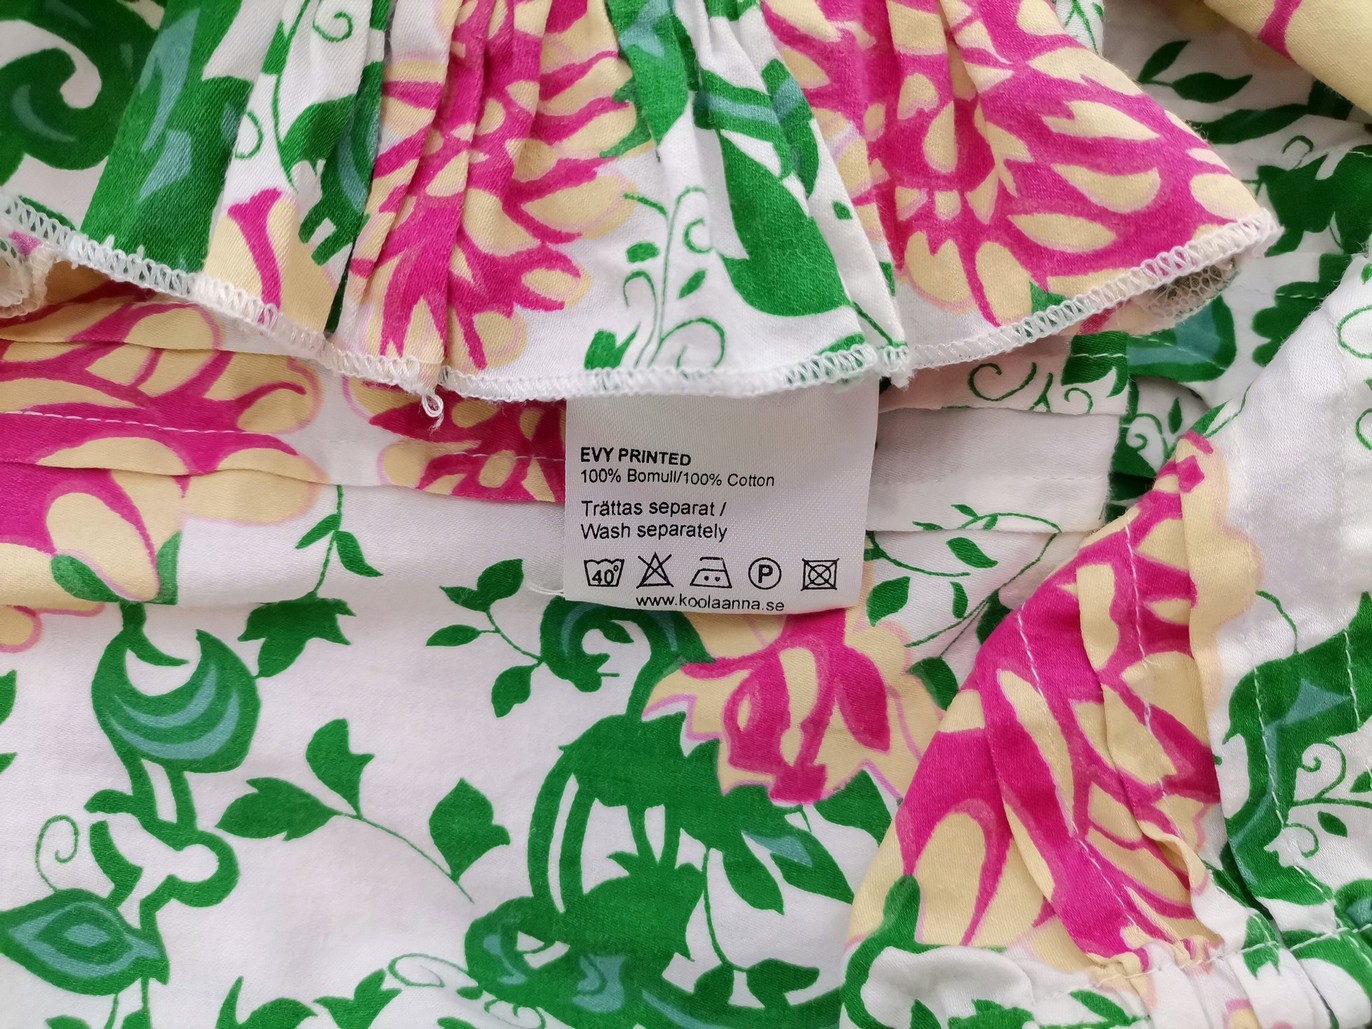 EVY PRINTED
100% Bomull/100% Cotton
Trättas separat /
Wash separately
40°
P
www.koolaanna.se